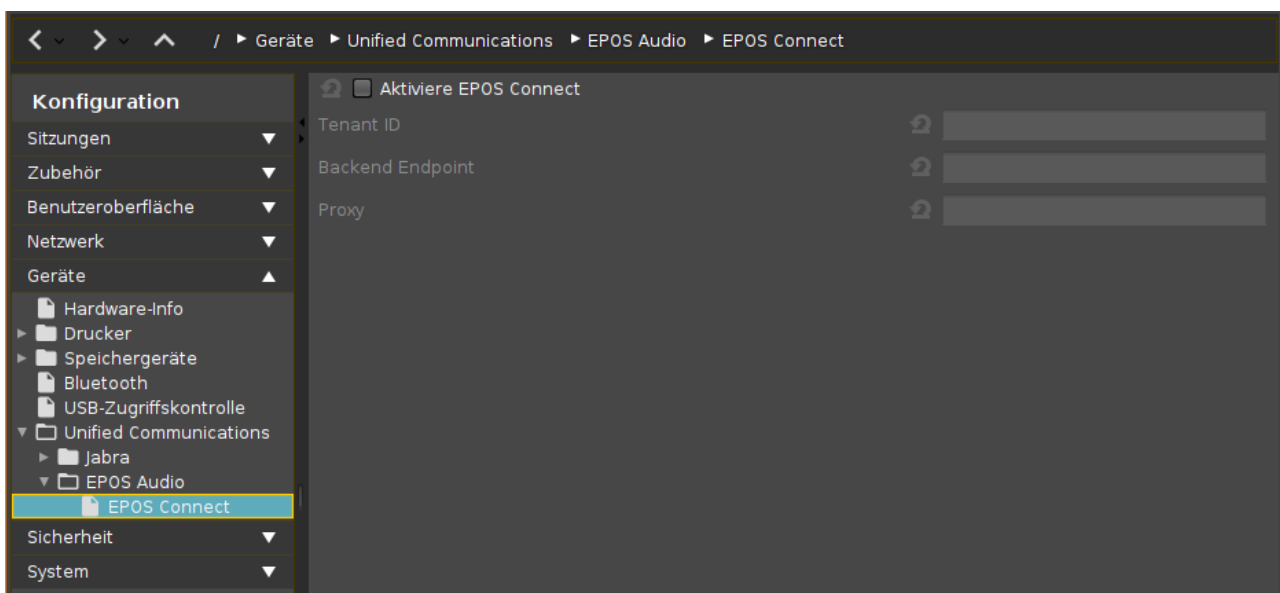 / ▸ Geräte ▸ Unified Communications ▸ EPOS Audio ▸ EPOS Connect
Konfiguration
Sitzungen
Zubehör
Benutzeroberfläche
Netzwerk
Geräte
Hardware-Info
Drucker
Speichergeräte
Bluetooth
USB-Zugriffskontrolle
Unified Communications
Jabra
EPOS Audio
EPOS Connect
Sicherheit
System
Aktiviere EPOS Connect
Tenant ID
Backend Endpoint
Proxy